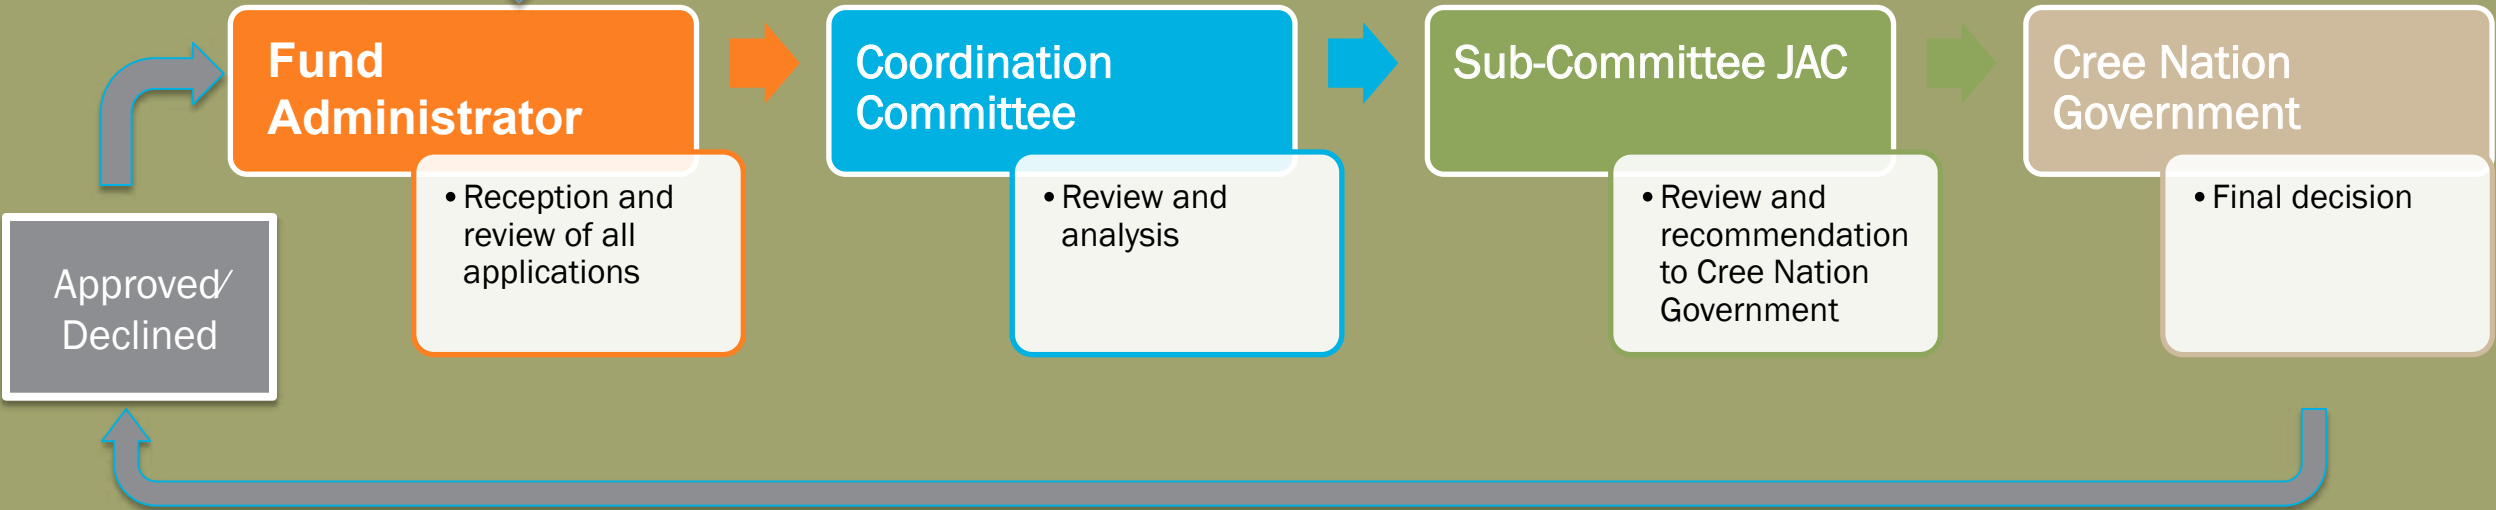 Fund
Administrator
• Reception and
review of all
applications
Coordination
Committee
• Review and
analysis
Sub-Committee JAC
• Review and
recommendation
to Cree Nation
Government
Cree Nation
Government
• Final decision
Approved/
Declined